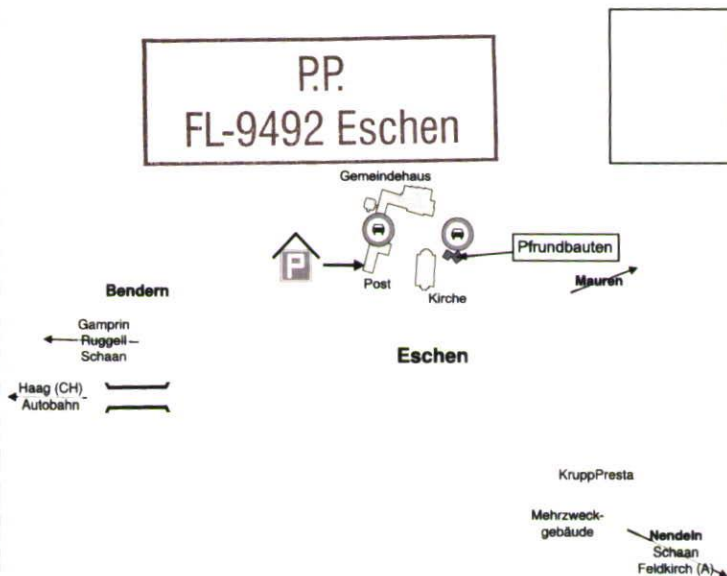 P.P.
FL-9492 Eschen
Gemeindehaus
P
Pfrundbauten
Post
Kirche
Mauren
Bendern
Gamprin
Ruggell
Schaan
Eschen
Haag (CH)
Autobahn
KruppPresta
Mehrzweck-
gebäude
Nendeln
Schaan
Feldkirch (A)